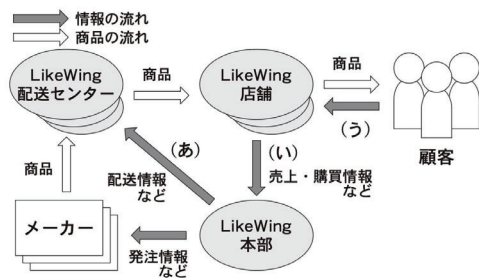 情報の流れ
商品の流れ
LikeWing
配送センター
商品
LikeWing
店舗
商品
(う)
顧客
(あ)
(い)
商品
配送情報
など
売上・購買情報
など
メーカー
発注情報
など
LikeWing
本部